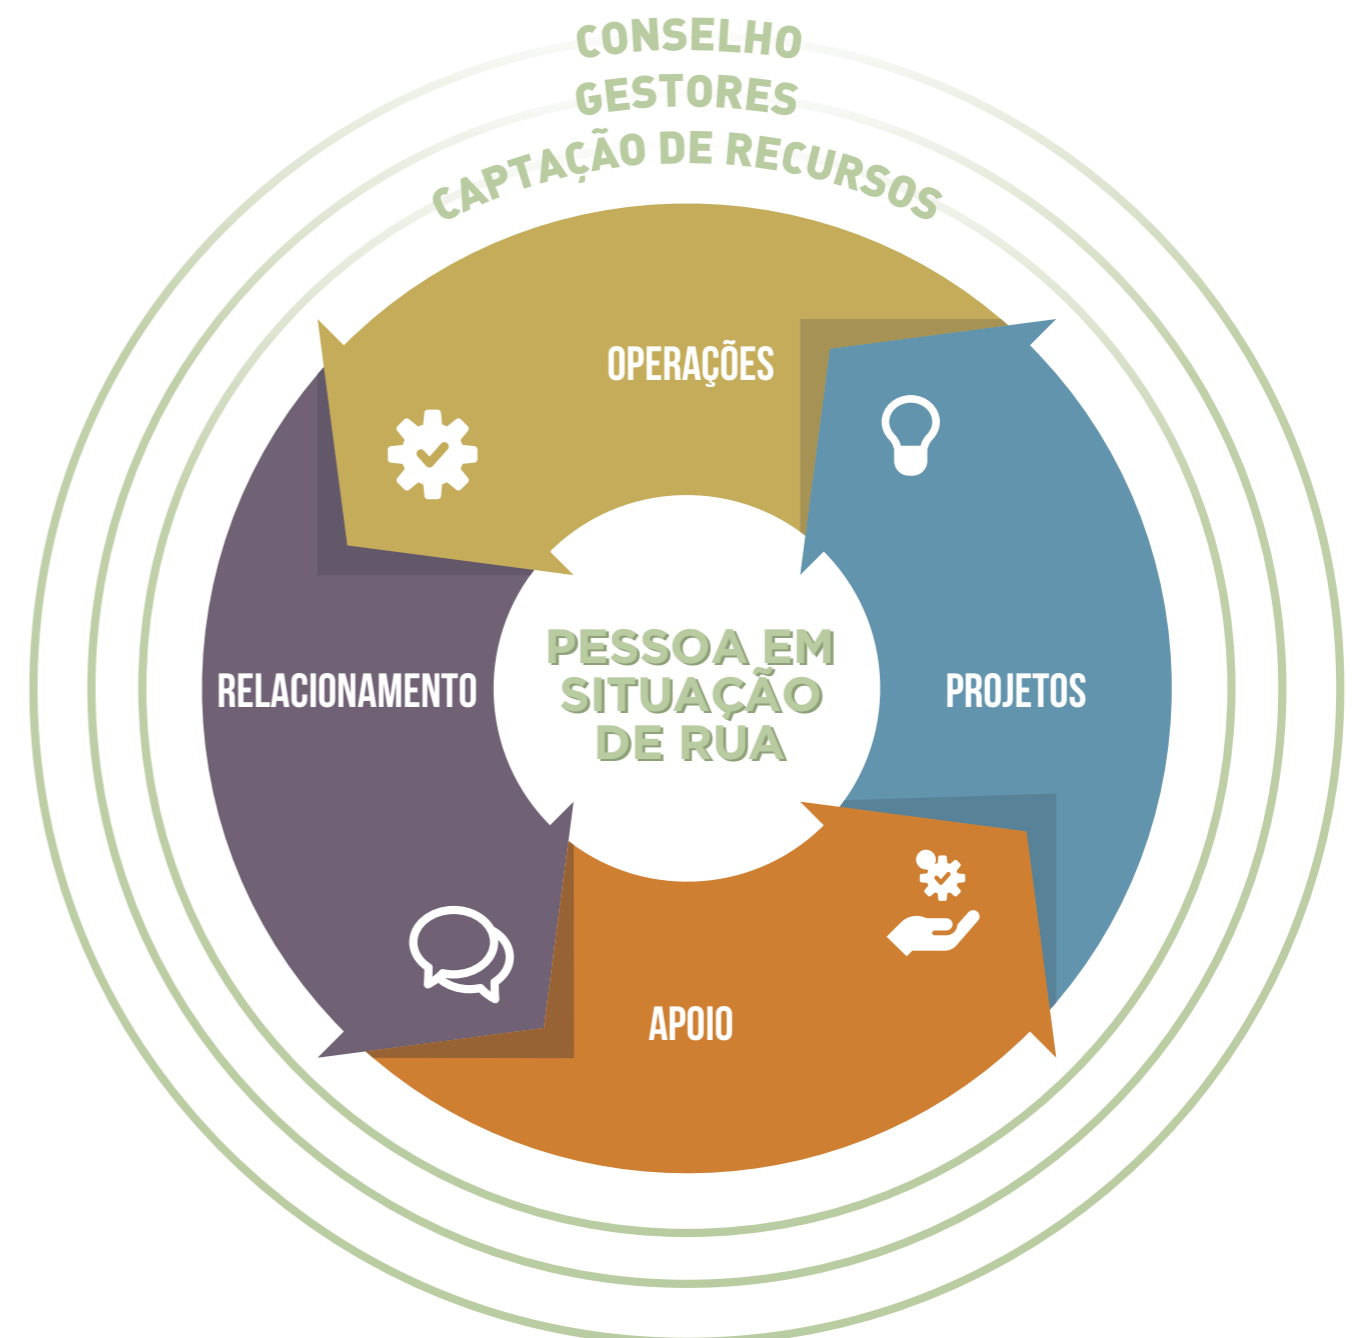 CONSELHO
GESTORES
CAPTAÇÃO DE RECURSOS
OPERAÇÕES
PESSOA EM
SITUAÇÃO
DE RUA
RELACIONAMENTO
PROJETOS
APOIO